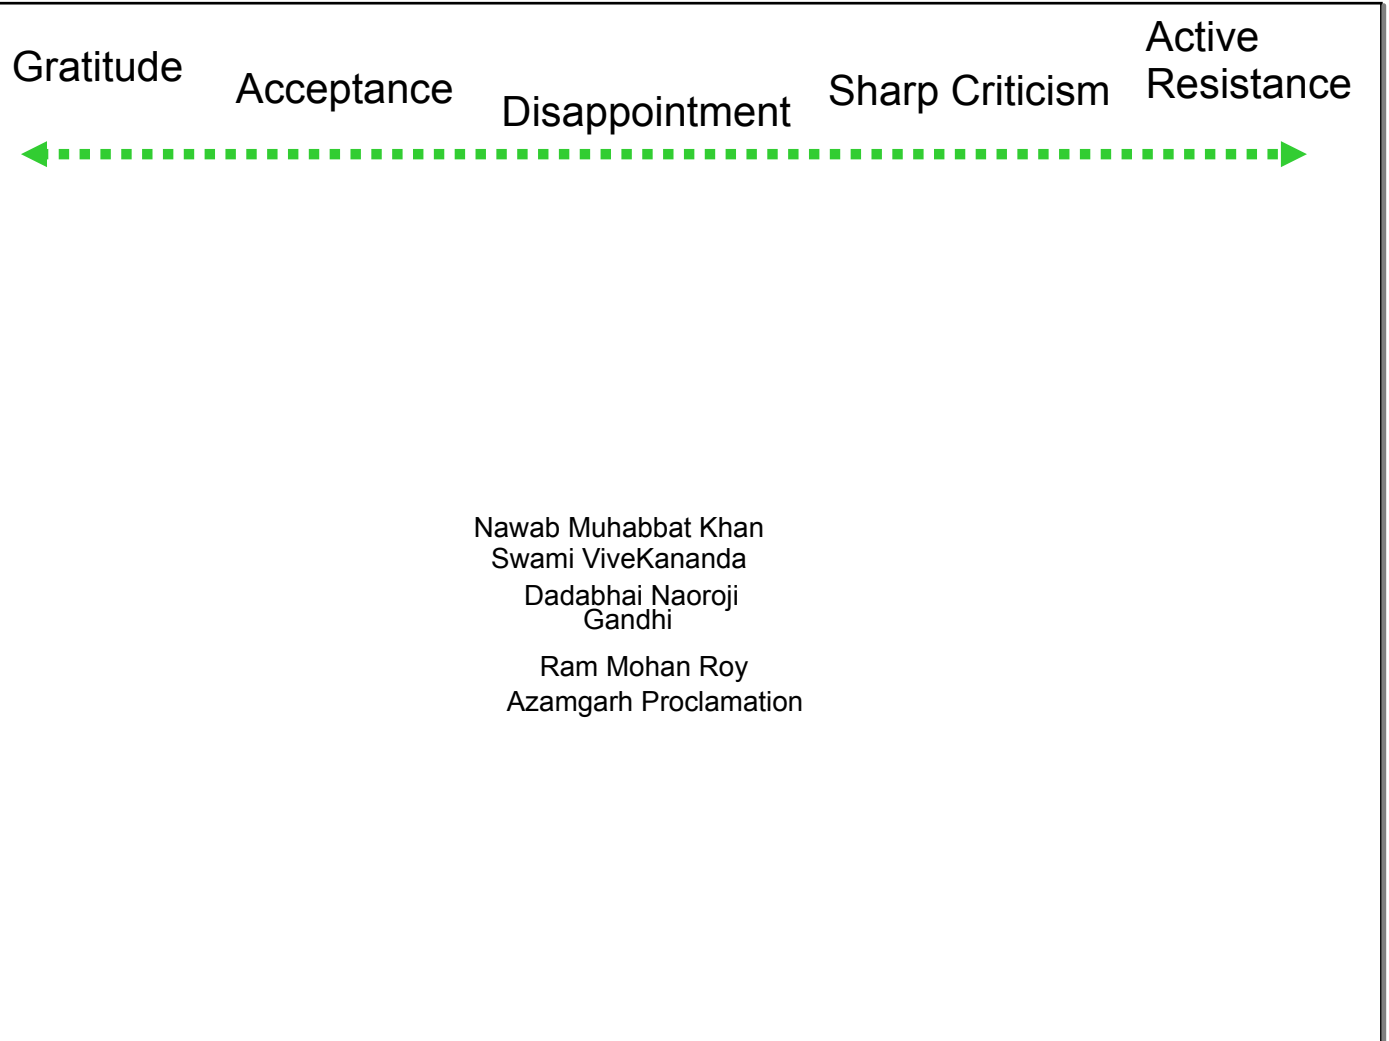 Gratitude
Acceptance
Disappointment
Sharp Criticism
Active
Resistance
Nawab Muhabbat Khan
Swami ViveKananda
Dadabhai Naoroji
Gandhi
Ram Mohan Roy
Azamgarh Proclamation